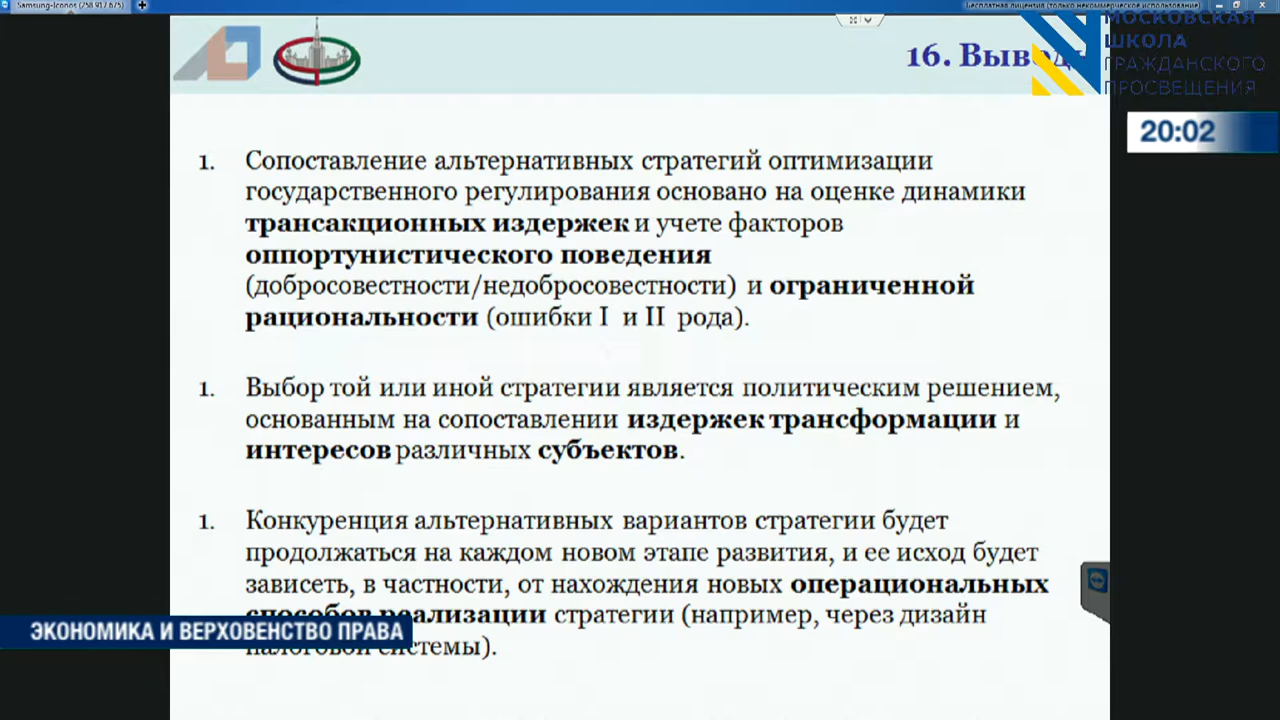 Samsung-Iconos (258 917 675)
Бесплатная лицензия (только некоммерческое использование)
МОСКОВСКАЯ
ШКОЛА
ГРАЖДАНСКОГО
ПРОСВЕЩЕНИЯ
16. Выводы
20:02
1. Сопоставление альтернативных стратегий оптимизации
государственного регулирования основано на оценке динамики
трансакционных издержек и учете факторов
оппортунистического поведения
(добросовестности/недобросовестности) и ограниченной
рациональности (ошибки I и II рода).
1. Выбор той или иной стратегии является политическим решением,
основанным на сопоставлении издержек трансформации и
интересов различных субъектов.
1. Конкуренция альтернативных вариантов стратегии будет
продолжаться на каждом новом этапе развития, и ее исход будет
зависеть, в частности, от нахождения новых операциональных
способов реализации стратегии (например, через дизайн
налоговой системы).
ЭКОНОМИКА И ВЕРХОВЕНСТВО ПРАВА